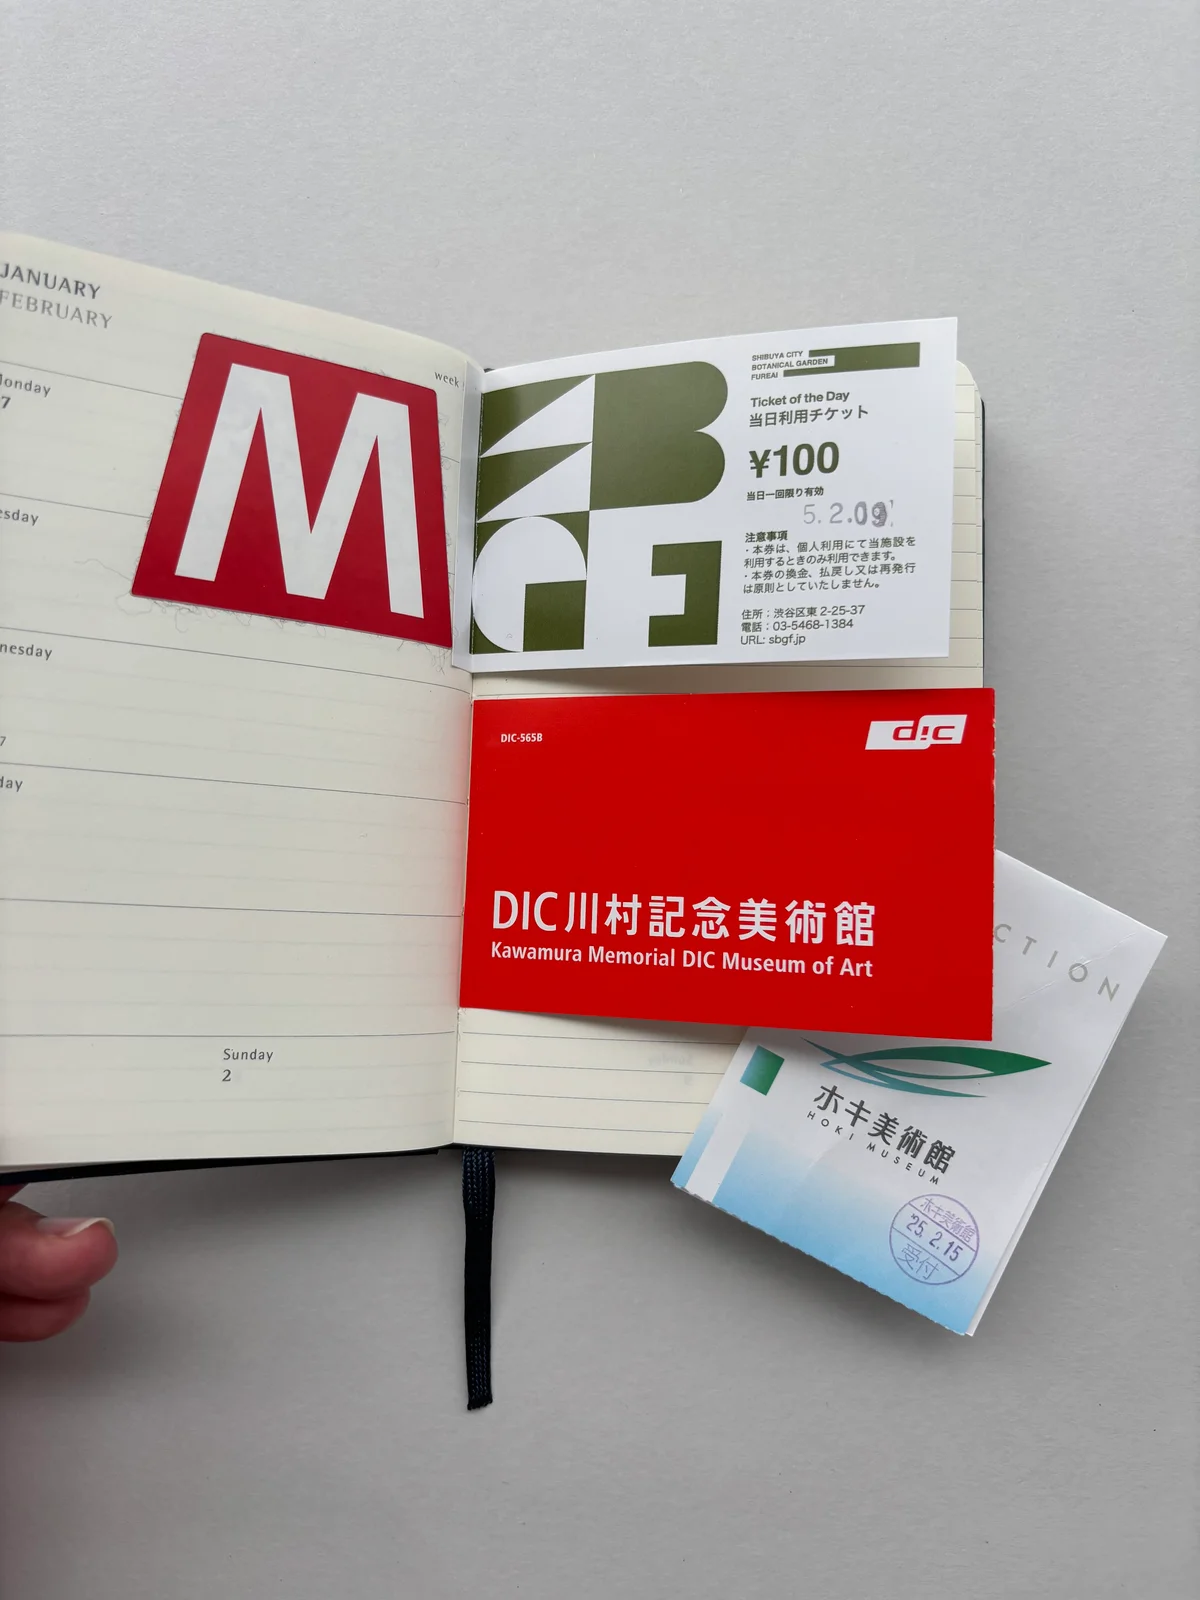 JANUARY
FEBRUARY
week
7
Sunday
2
M
SHIBUYA CITY
BOTANICAL GARDEN
FUREAI
Ticket of the Day
当日利用チケット
¥100
当日一回限り有効
5. 2.09
注意事項
・本券は、個人利用にて当施設を
利用するときのみ利用できます。
・本券の換金、払戻し又は再発行
は原則としていたしません。
住所：渋谷区東 2-25-37
電話：03-5468-1384
URL: sbgf.jp
DIC-565B
dic
DIC川村記念美術館
Kawamura Memorial DIC Museum of Art
CTION
ホキ美術館
HOKI MUSEUM
ホキ美術館
'25. 2. 15
受付